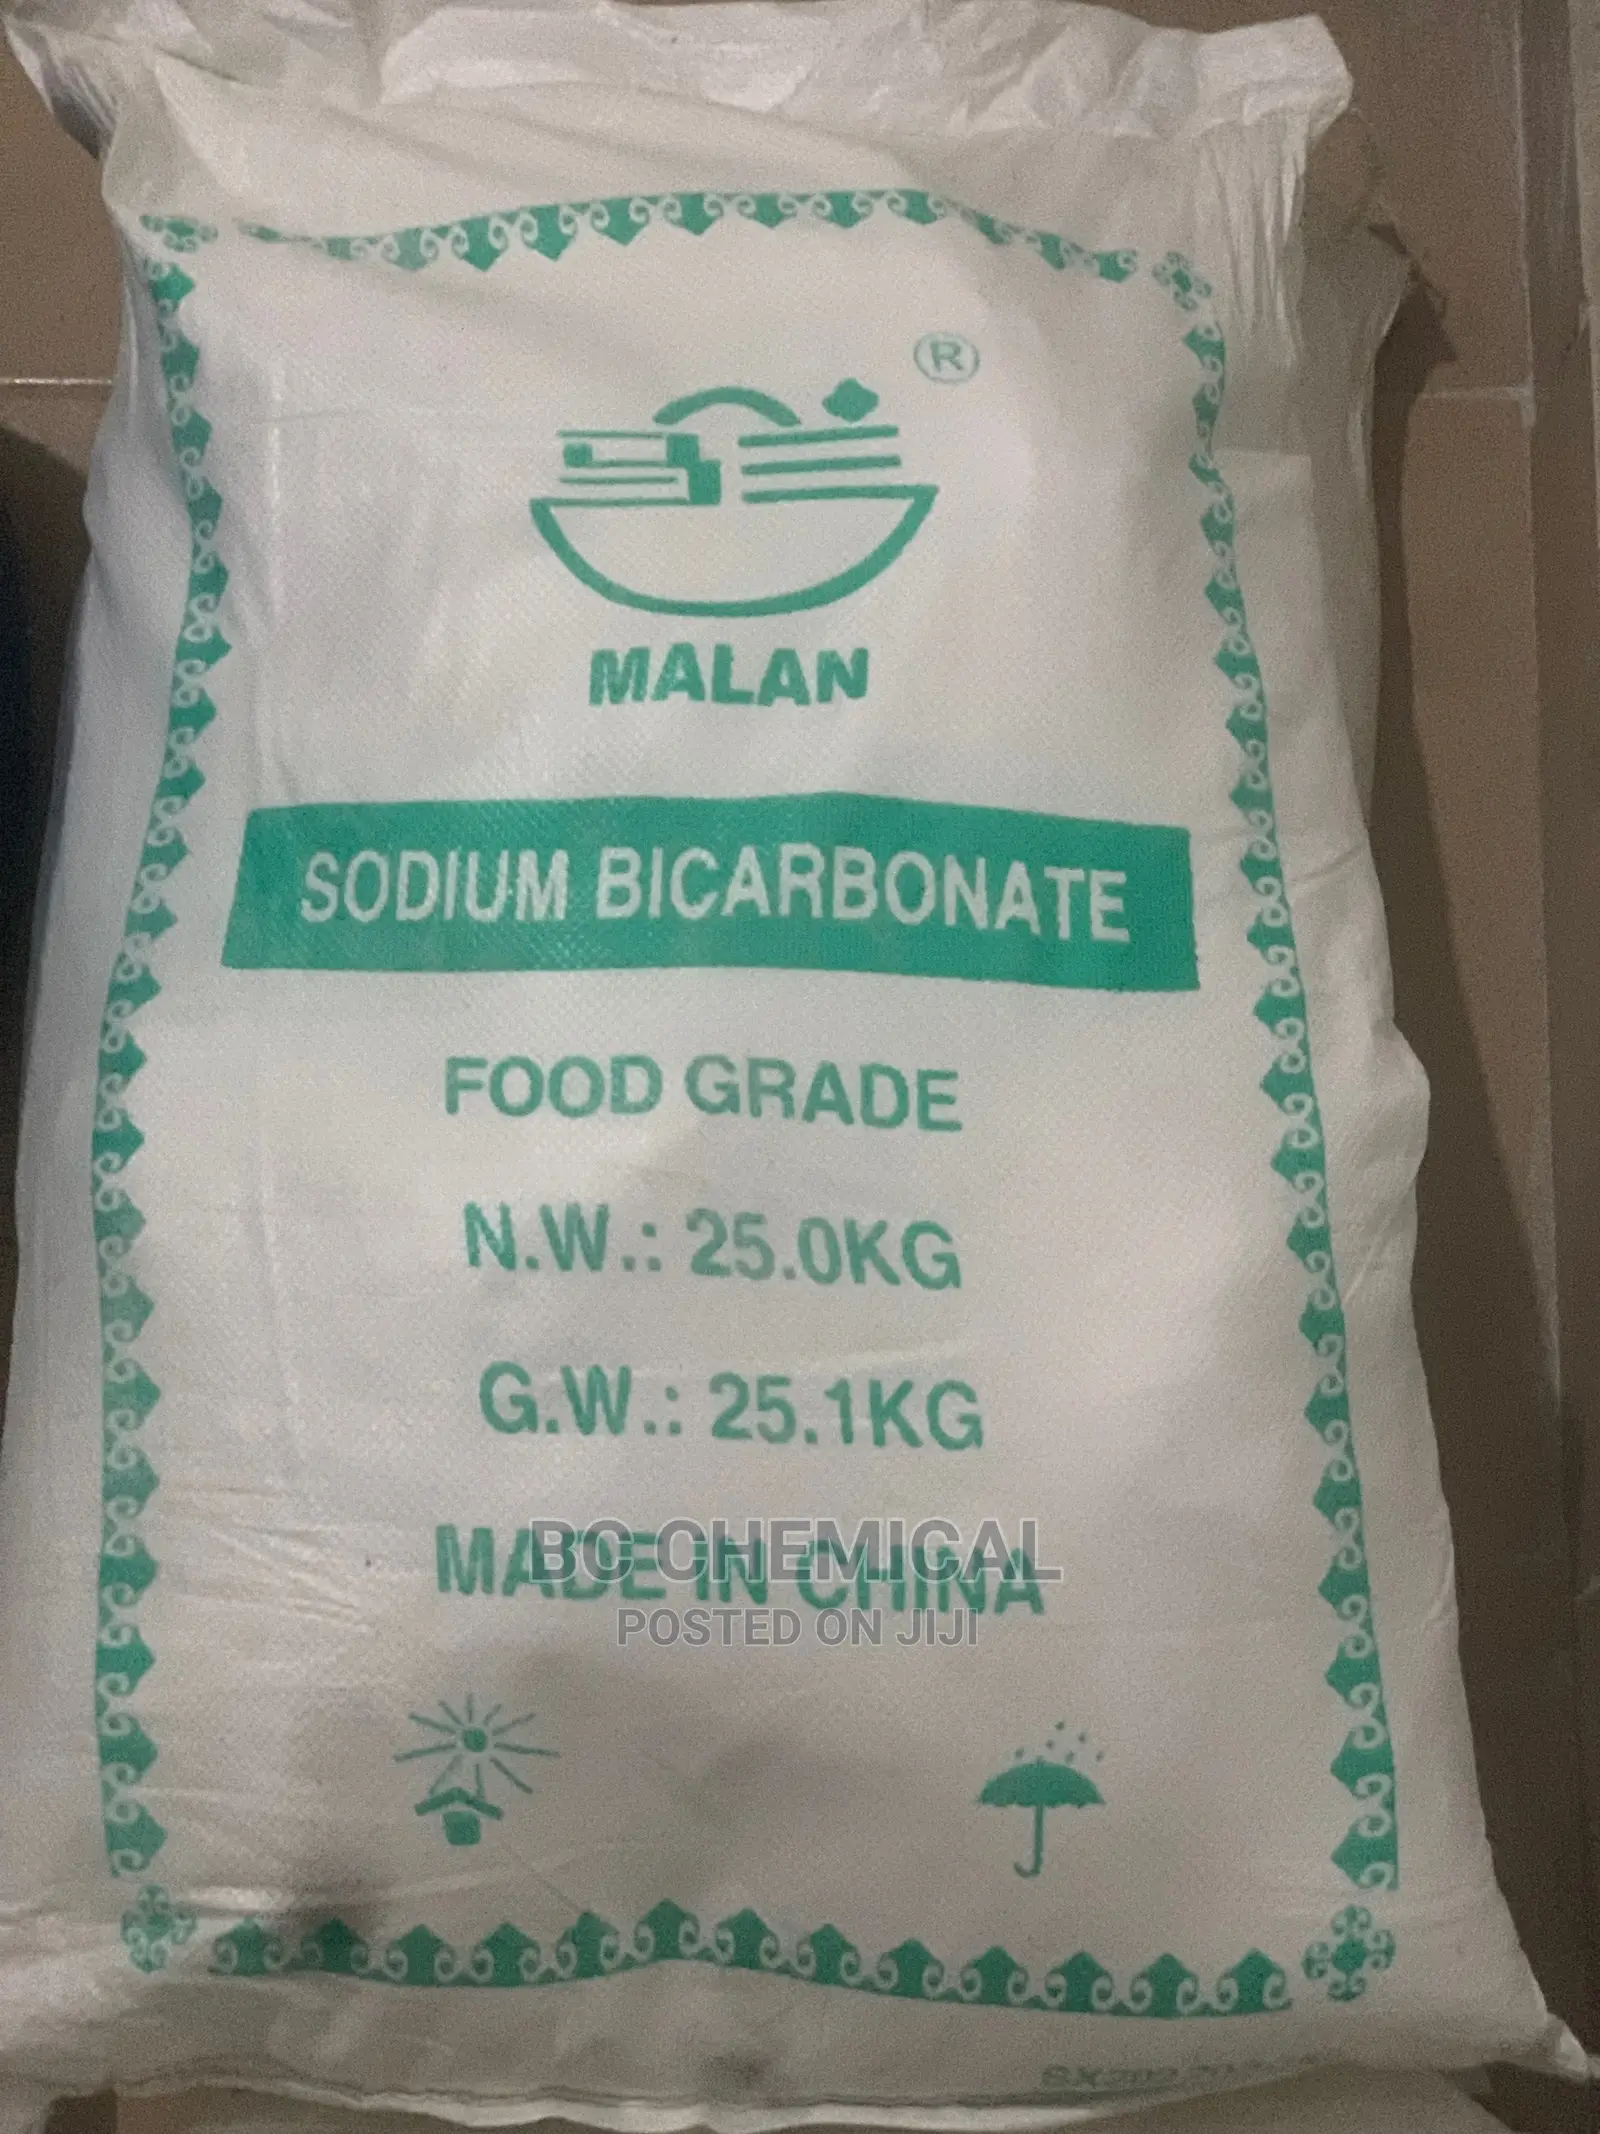 ®
MALAN
SODIUM BICARBONATE
FOOD GRADE
N.W.: 25.0KG
G.W.: 25.1KG
MADE IN CHINA
BC CHEMICAL
POSTED ON JIJI